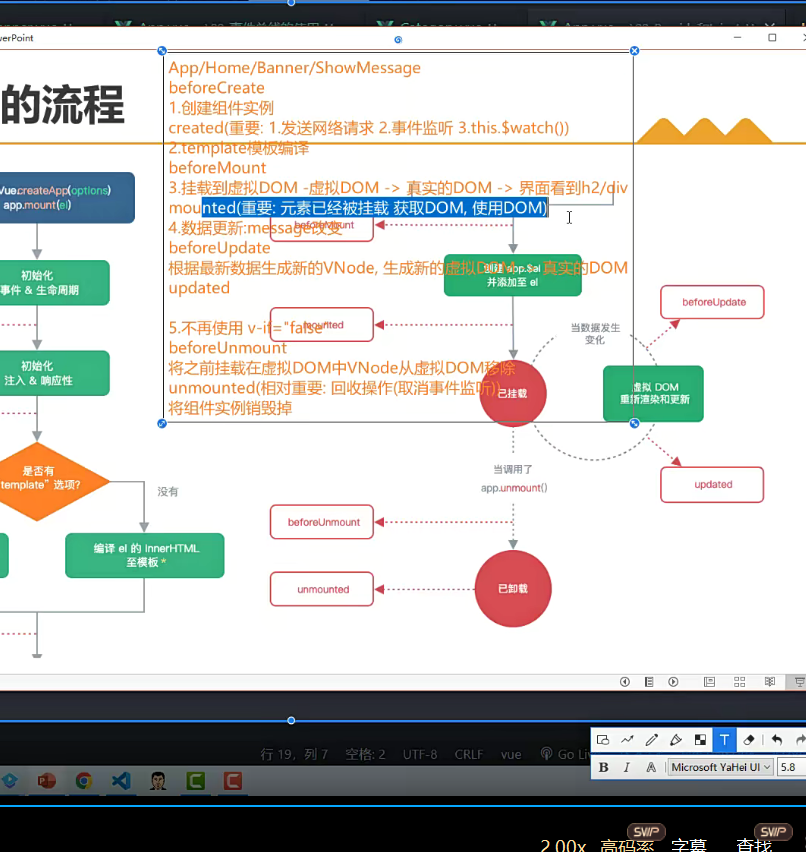 werPoint
的流程
App/Home/Banner/ShowMessage
beforeCreate
1.创建组件实例
created(重要: 1.发送网络请求 2.事件监听 3.this.$watch())
2.template模板编译
beforeMount
3.挂载到虚拟DOM -虚拟DOM -> 真实的DOM -> 界面看到h2/div
mounted(重要: 元素已经被挂载 获取DOM, 使用DOM)
4.数据更新:message改变
beforeUpdate
根据最新数据生成新的VNode, 生成新的虚拟DOM -> 真实的DOM
updated
5.不再使用 v-if="false"
beforeUnmount
将之前挂载在虚拟DOM中VNode从虚拟DOM移除
unmounted(相对重要: 回收操作(取消事件监听))
将组件实例销毁掉
Vue.createApp(options)
app.mount(el)
初始化
事件 & 生命周期
初始化
注入 & 响应性
是否有
template” 选项?
没有
编译 el 的 innerHTML
至模板 *
beforeMount
创建 app.$el
并添加至 el
mounted
已挂载
当数据发生
变化
beforeUpdate
虚拟 DOM
重新渲染和更新
updated
当调用了
app.unmount()
beforeUnmount
unmounted
已卸载
行 19，列 7
空格: 2
UTF-8
CRLF
vue
Go Li
T
B I A
Microsoft YaHei UI
5.8
SVIP
SVIP
2.00x
高码率
字幕
查找